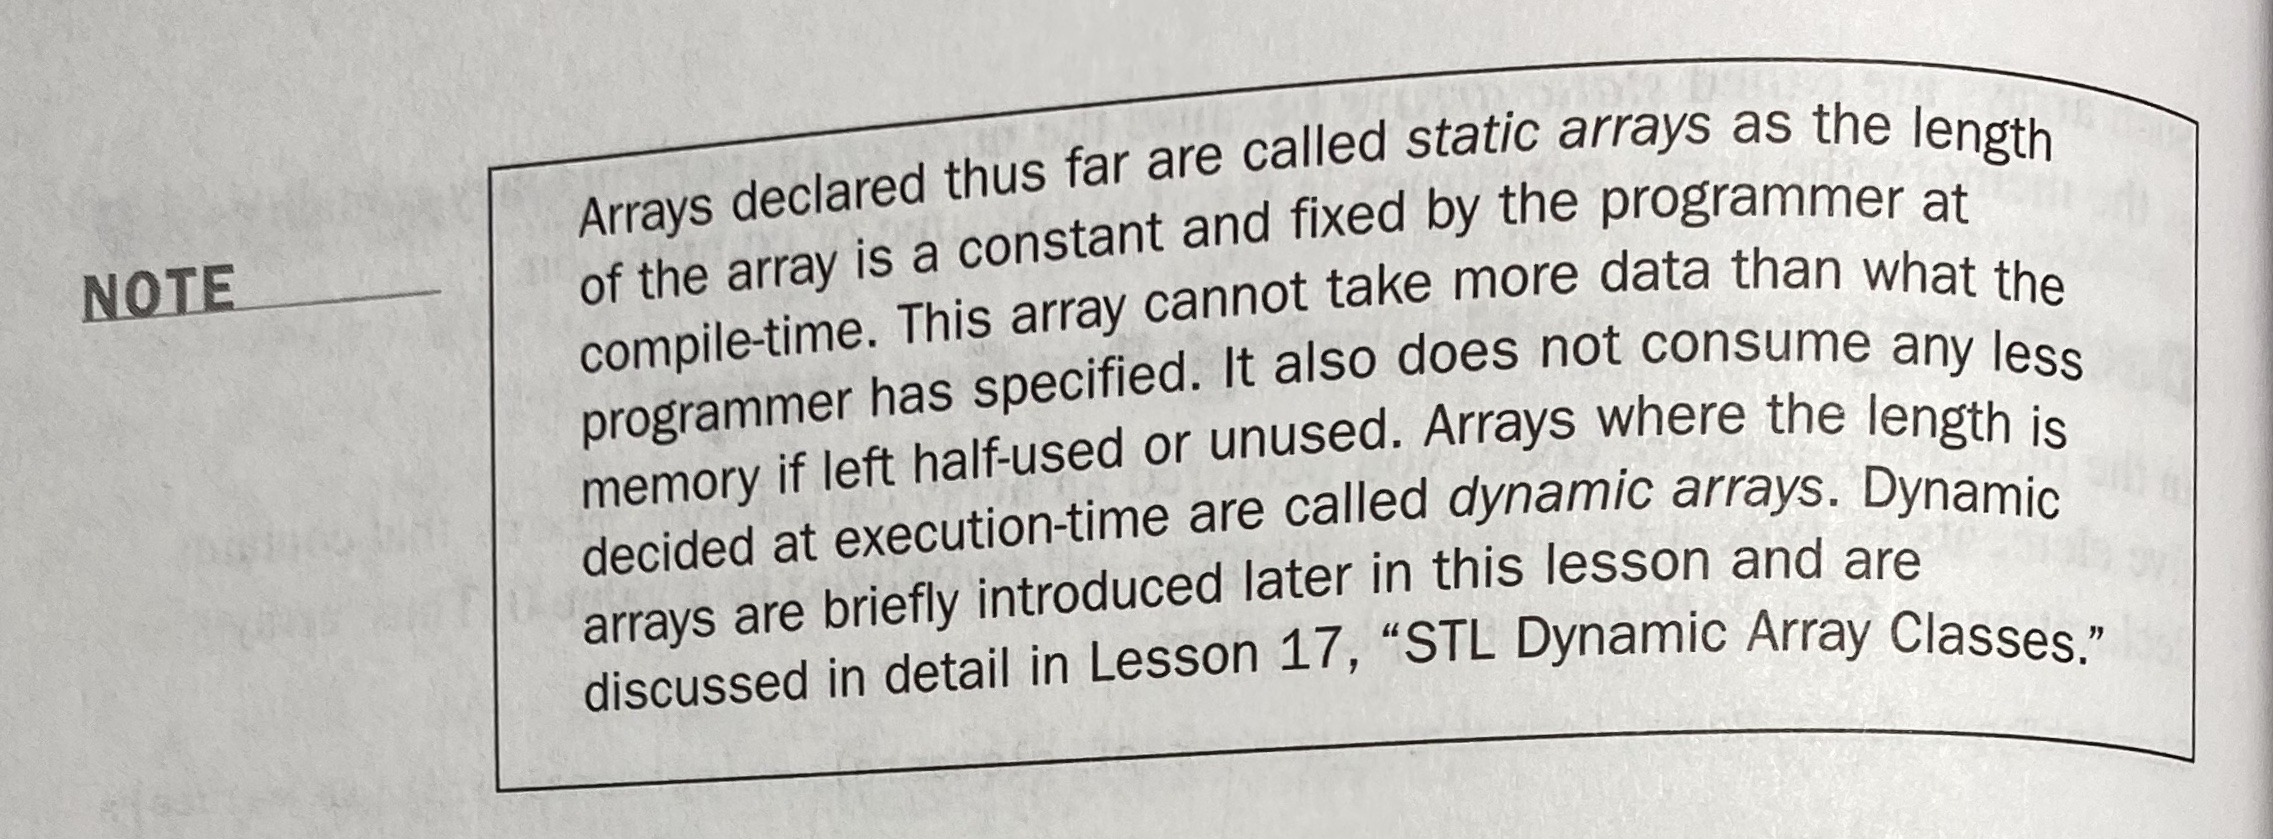 NOTE
Arrays declared thus far are called static arrays as the length
of the array is a constant and fixed by the programmer at
compile-time. This array cannot take more data than what the
programmer has specified. It also does not consume any less
memory if left half-used or unused. Arrays where the length is
decided at execution-time are called dynamic arrays. Dynamic
arrays are briefly introduced later in this lesson and are
discussed in detail in Lesson 17, “STL Dynamic Array Classes.”